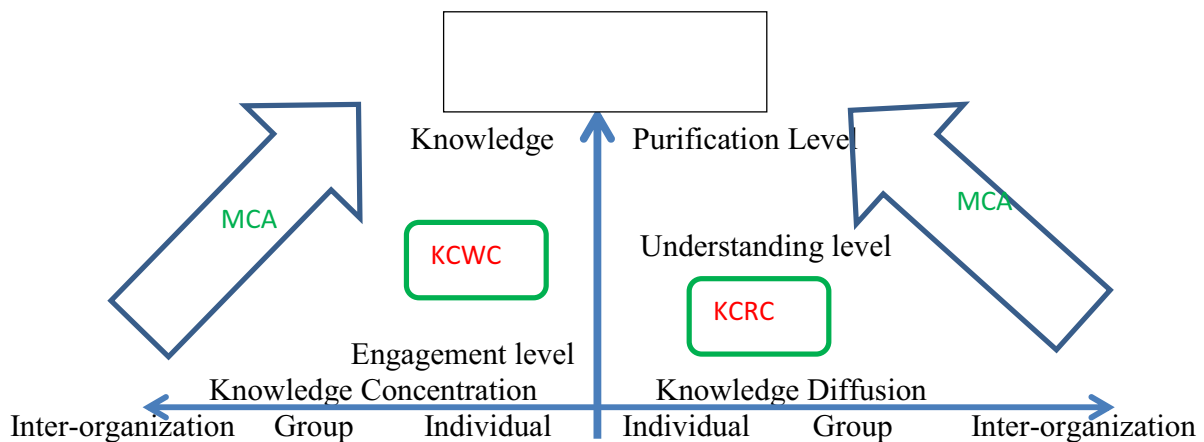 Knowledge Purification Level
MCA
MCA
KCWC
Understanding level
KCRC
Engagement level
Knowledge Concentration
Knowledge Diffusion
Inter-organization Group Individual Individual Group Inter-organization